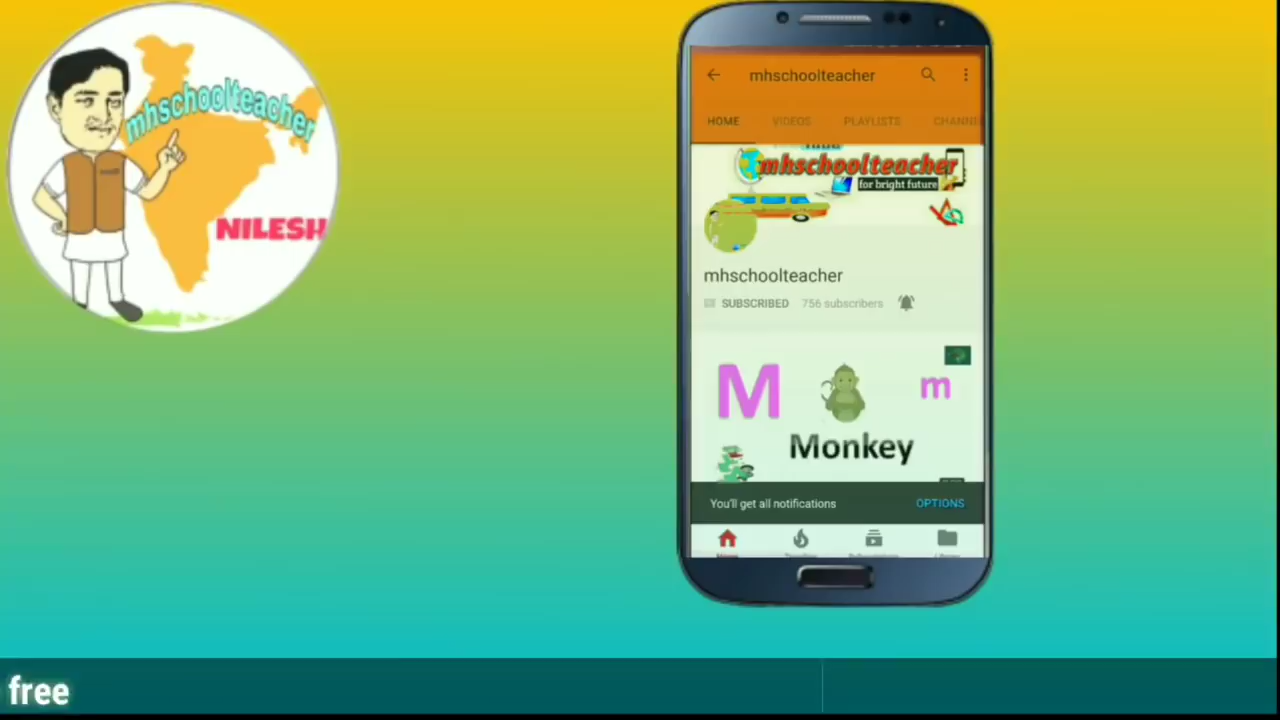 mhschoolteacher
NILESH
mhschoolteacher
HOME VIDEOS PLAYLISTS CHANNE
mhschoolteacher
for bright future
mhschoolteacher
SUBSCRIBED 756 subscribers
M m
Monkey
You'll get all notifications OPTIONS
free